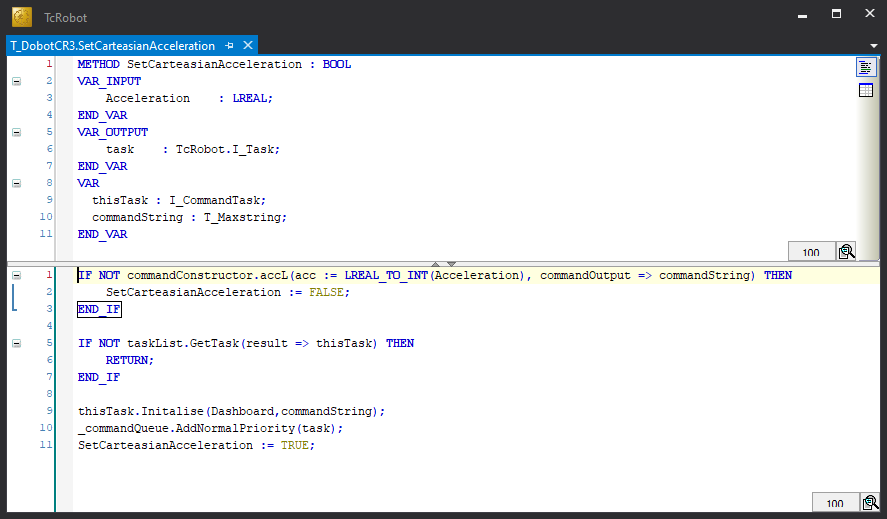 TcRobot
T_DobotCR3.SetCarteasianAcceleration
1 METHOD SetCarteasianAcceleration : BOOL
2 VAR_INPUT
3 Acceleration : LREAL;
4 END_VAR
5 VAR_OUTPUT
6 task : TcRobot.I_Task;
7 END_VAR
8 VAR
9 thisTask : I_CommandTask;
10 commandString : T_Maxstring;
11 END_VAR
100
1 IF NOT commandConstructor.accL(acc := LREAL_TO_INT(Acceleration), commandOutput => commandString) THEN
2 SetCarteasianAcceleration := FALSE;
3 END_IF
4
5 IF NOT taskList.GetTask(result => thisTask) THEN
6 RETURN;
7 END_IF
8
9 thisTask.Initalise(Dashboard,commandString);
10 _commandQueue.AddNormalPriority(task);
11 SetCarteasianAcceleration := TRUE;
100